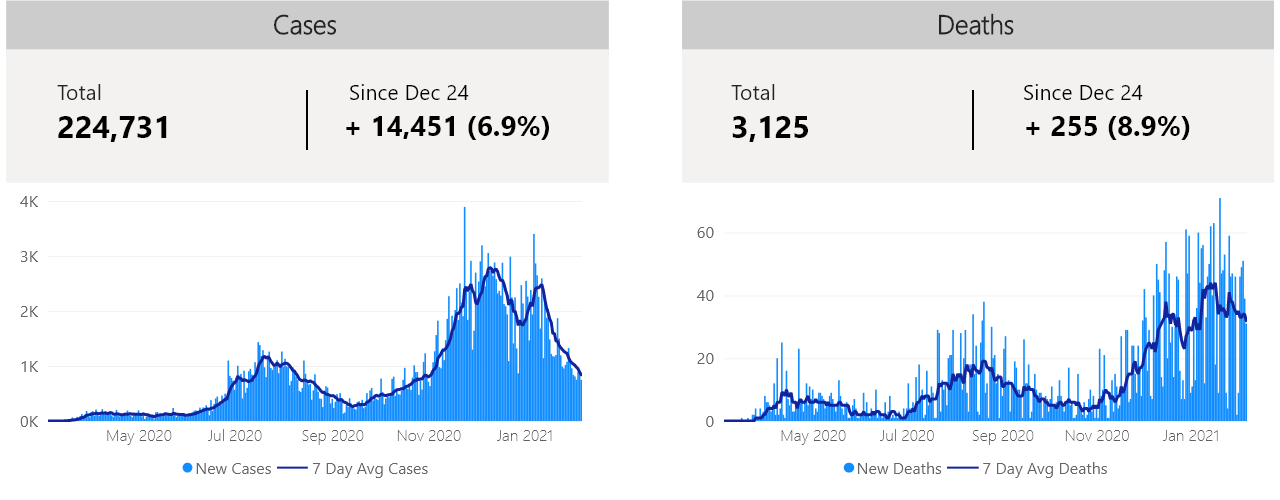 Cases
Total
224,731
Since Dec 24
+ 14,451 (6.9%)
4K
3K
2K
1K
0K
May 2020 Jul 2020 Sep 2020 Nov 2020 Jan 2021
New Cases 7 Day Avg Cases
Deaths
Total
3,125
Since Dec 24
+ 255 (8.9%)
60
40
20
0
May 2020 Jul 2020 Sep 2020 Nov 2020 Jan 2021
New Deaths 7 Day Avg Deaths